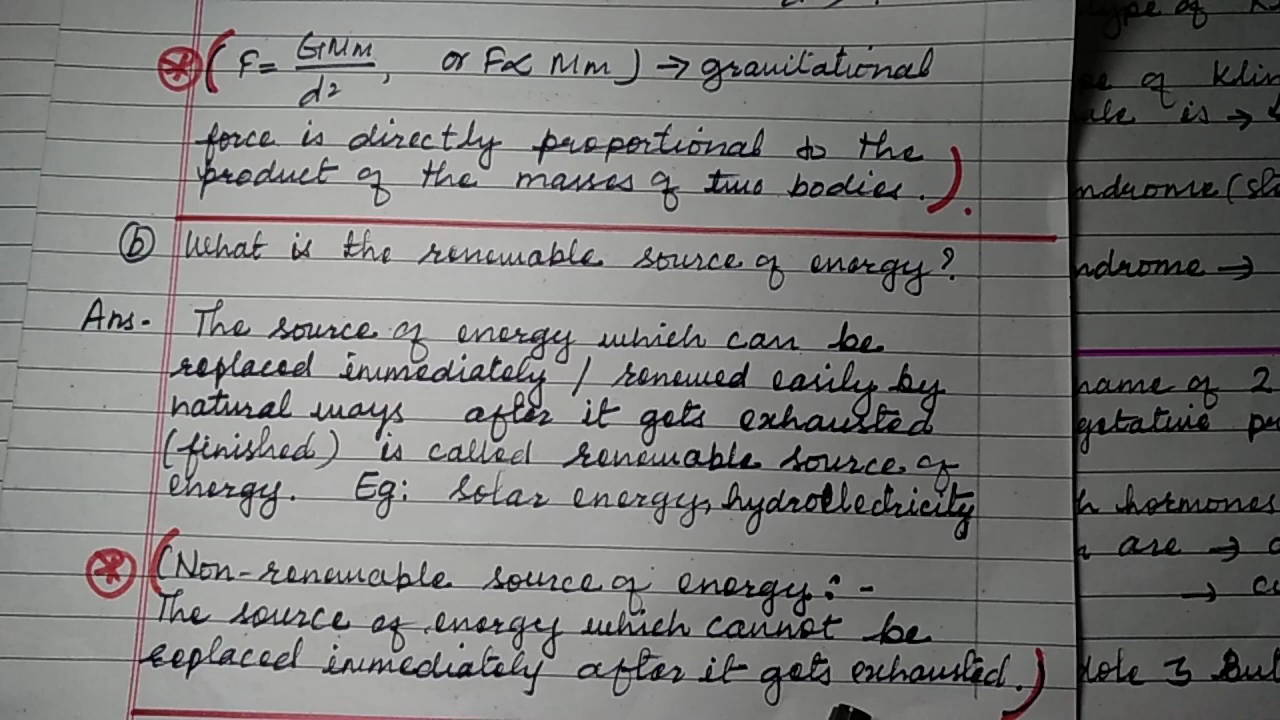 (F = GMm/d², or F∝ Mm) → gravitational
force is directly proportional to the
product of the masses of two bodies.).
(b) What is the renewable source of energy?
Ans- The source of energy which can be
replaced immediately / renewed easily by
natural ways after it gets exhausted
(finished) is called renewable source of
energy. Eg: solar energy, hydroelectricity
(Non-renewable source of energy:-
The source of energy which cannot be
replaced immediately after it gets exhausted.)
type of
of Klin
is →
ndrome (
ndrome →
name of 2
hormones
are →
→